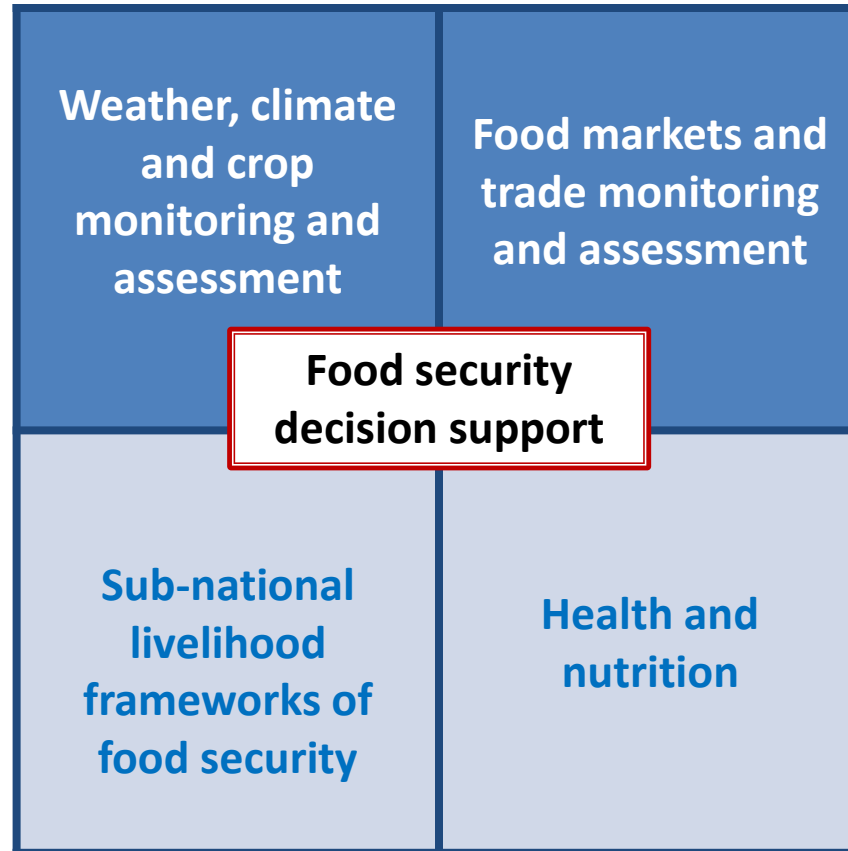 Weather, climate
and crop
monitoring and
assessment
Food markets and
trade monitoring
and assessment
Food security
decision support
Sub-national
livelihood
frameworks of
food security
Health and
nutrition